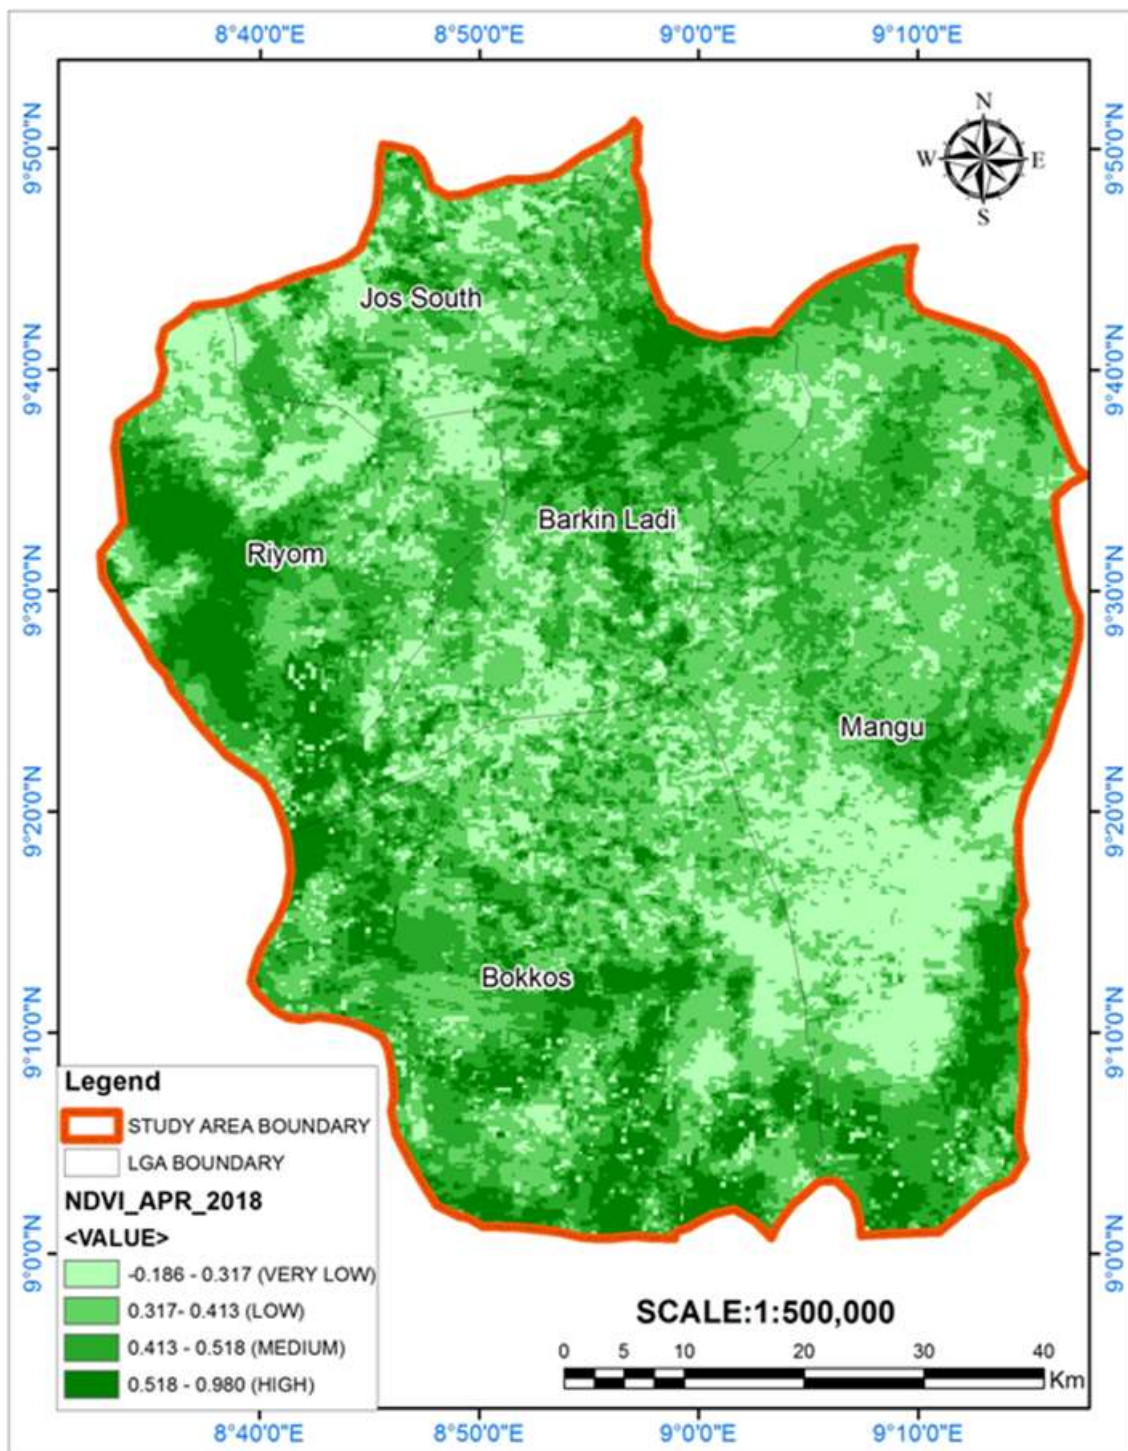 8°40'0"E 8°50'0"E 9°0'0"E 9°10'0"E
N
W E
S
9°50'0"N 9°50'0"N
Jos South
9°40'0"N 9°40'0"N
Barkin Ladi
Riyom
9°30'0"N 9°30'0"N
Mangu
9°20'0"N 9°20'0"N
Bokkos
9°10'0"N 9°10'0"N
Legend
STUDY AREA BOUNDARY
LGA BOUNDARY
NDVI_APR_2018
<VALUE>
9°0'0"N 9°0'0"N
-0.186 - 0.317 (VERY LOW)
0.317- 0.413 (LOW)
0.413 - 0.518 (MEDIUM)
0.518 - 0.980 (HIGH)
SCALE:1:500,000
0 5 10 20 30 40
Km
8°40'0"E 8°50'0"E 9°0'0"E 9°10'0"E